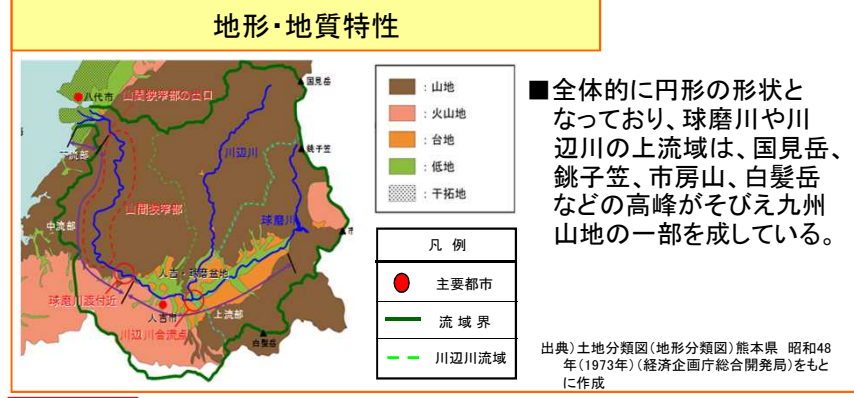 地形・地質特性
国見岳
八代市
山間狭窄部の出口
川辺川
銚子笠
山間狭窄部
中流部
球磨川
人吉・球磨盆地
球磨川渡付近
人吉市
上流部
川辺川合流点
白髪岳
：山地
：火山地
：台地
：低地
：干拓地
凡 例
主要都市
流 域 界
川辺川流域
■全体的に円形の形状と
なっており、球磨川や川
辺川の上流域は、国見岳、
銚子笠、市房山、白髪岳
などの高峰がそびえ九州
山地の一部を成している。
出典）土地分類図（地形分類図）熊本県 昭和48
年（1973年）（経済企画庁総合開発局）をもと
に作成